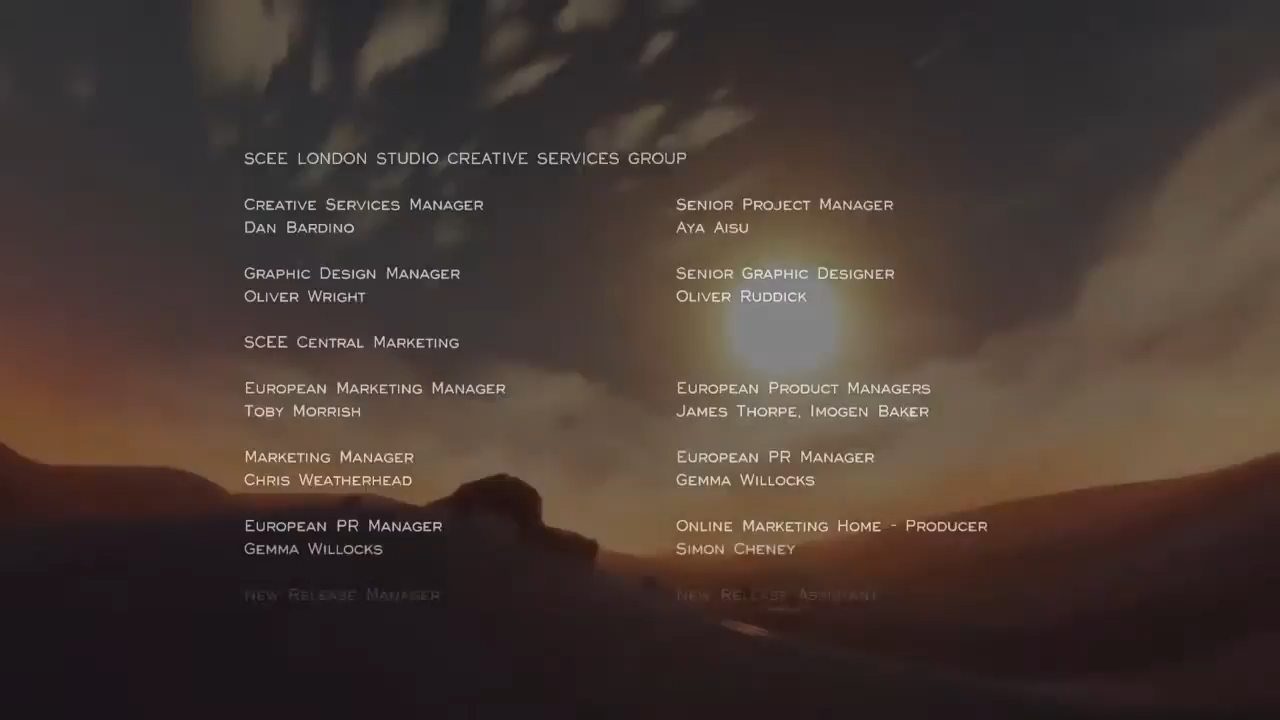 SCEE LONDON STUDIO CREATIVE SERVICES GROUP
CREATIVE SERVICES MANAGER
DAN BARDINO
SENIOR PROJECT MANAGER
AYA AISU
GRAPHIC DESIGN MANAGER
OLIVER WRIGHT
SENIOR GRAPHIC DESIGNER
OLIVER RUDDICK
SCEE CENTRAL MARKETING
EUROPEAN MARKETING MANAGER
TOBY MORRISH
EUROPEAN PRODUCT MANAGERS
JAMES THORPE, IMOGEN BAKER
MARKETING MANAGER
CHRIS WEATHERHEAD
EUROPEAN PR MANAGER
GEMMA WILLOCKS
EUROPEAN PR MANAGER
GEMMA WILLOCKS
ONLINE MARKETING HOME - PRODUCER
SIMON CHENEY
NEW RELEASE MANAGER
NEW RELEASE ASSISTANT